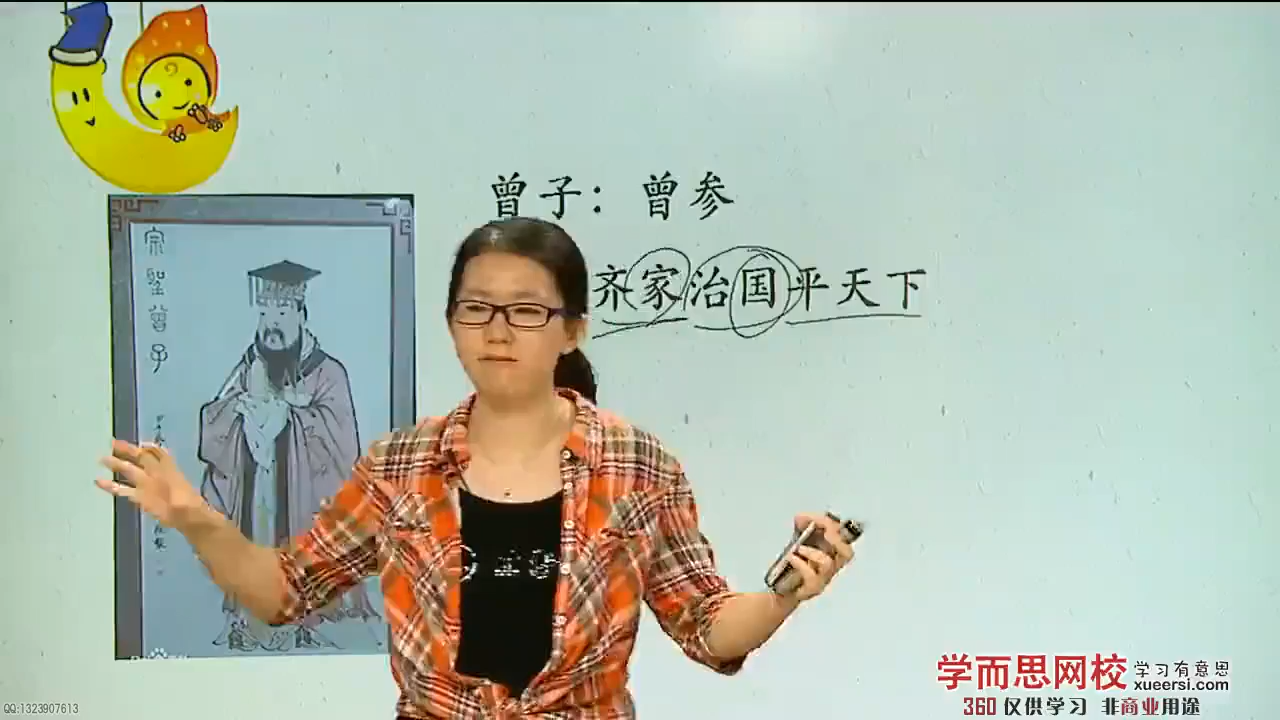 曾子：曾参
齐家治国平天下
宗聖曾子
学而思网校 学习有意思
xueersi.com
360 仅供学习 非商业用途
QQ:1323907613